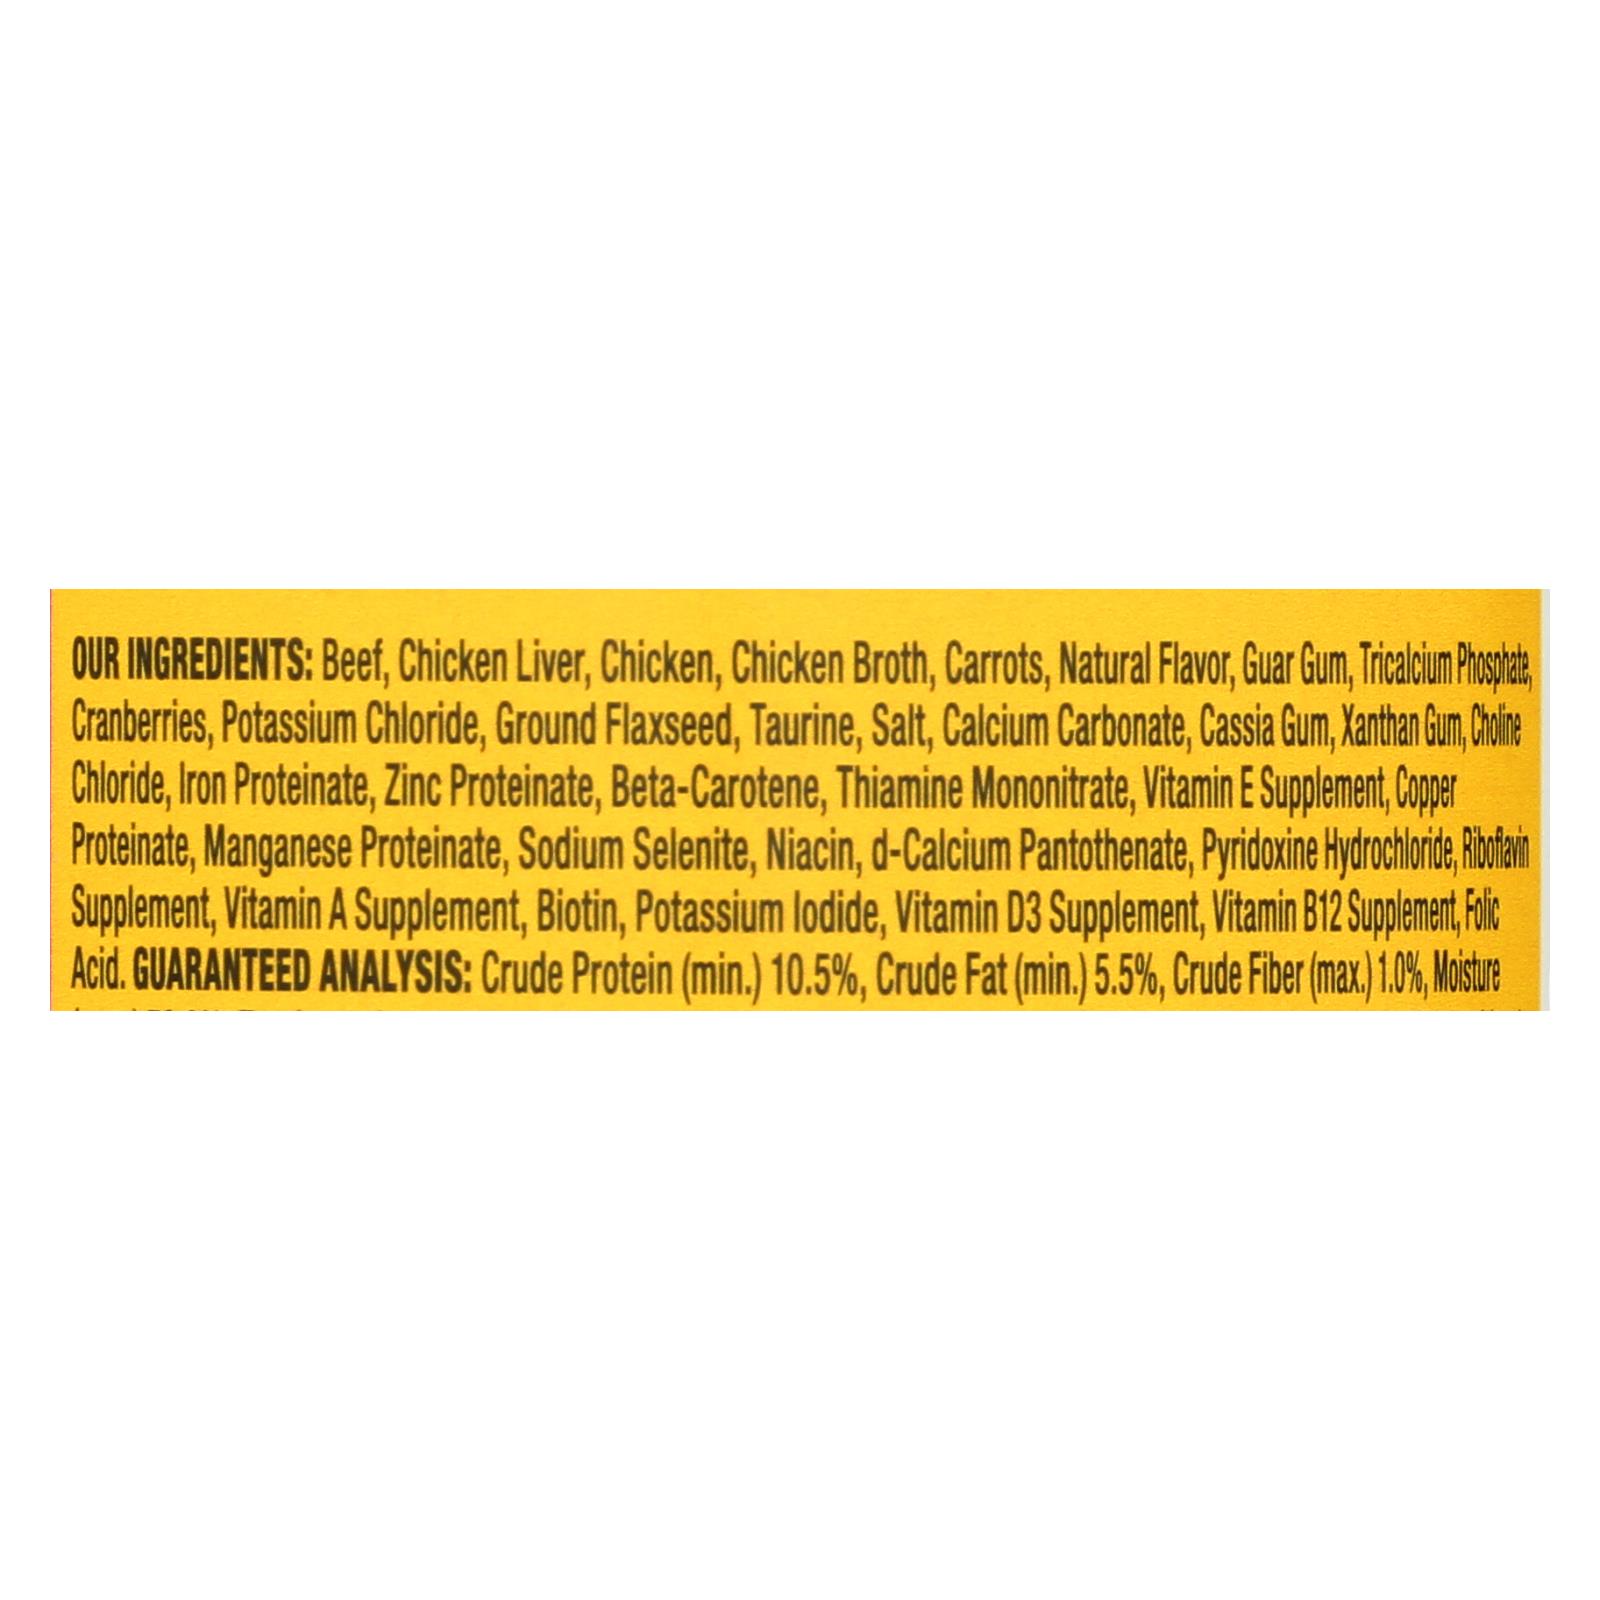 OUR INGREDIENTS: Beef, Chicken Liver, Chicken, Chicken Broth, Carrots, Natural Flavor, Guar Gum, Tricalcium Phosphate,
Cranberries, Potassium Chloride, Ground Flaxseed, Taurine, Salt, Calcium Carbonate, Cassia Gum, Xanthan Gum, Choline
Chloride, Iron Proteinate, Zinc Proteinate, Beta-Carotene, Thiamine Mononitrate, Vitamin E Supplement, Copper
Proteinate, Manganese Proteinate, Sodium Selenite, Niacin, d-Calcium Pantothenate, Pyridoxine Hydrochloride, Riboflavin
Supplement, Vitamin A Supplement, Biotin, Potassium Iodide, Vitamin D3 Supplement, Vitamin B12 Supplement, Folic
Acid. GUARANTEED ANALYSIS: Crude Protein (min.) 10.5%, Crude Fat (min.) 5.5%, Crude Fiber (max.) 1.0%, Moisture